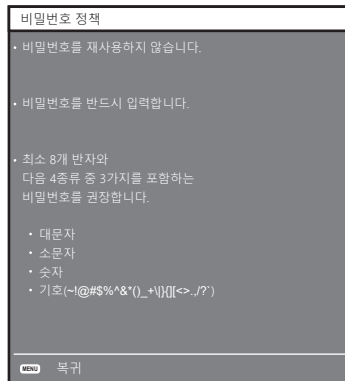 비밀번호 정책
• 비밀번호를 재사용하지 않습니다.
• 비밀번호를 반드시 입력합니다.
• 최소 8개 반자와
다음 4종류 중 3가지를 포함하는
비밀번호를 권장합니다.
• 대문자
• 소문자
• 숫자
• 기호(~!@#$%^&*()_+\|}{][<>.,/?`)
MENU 복귀